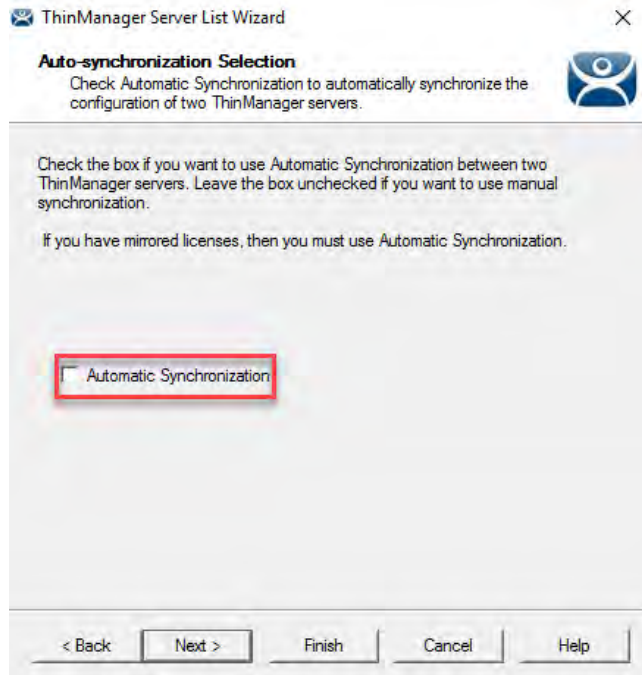 ThinManager Server List Wizard
Auto-synchronization Selection
Check Automatic Synchronization to automatically synchronize the
configuration of two ThinManager servers.
Check the box if you want to use Automatic Synchronization between two
ThinManager servers. Leave the box unchecked if you want to use manual
synchronization.
If you have mirrored licenses, then you must use Automatic Synchronization.
Automatic Synchronization
< Back Next > Finish Cancel Help